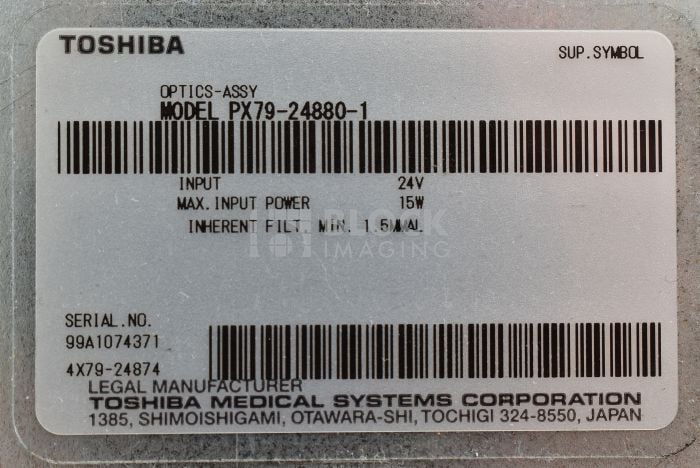 TOSHIBA
SUP.SYMBOL
OPTICS-ASSY
MODEL PX79-24880-1
INPUT 24V
MAX.INPUT POWER 15W
INHERENT FILT. MIN. 1.5MMAL
BLOCK
IMAGING
SERIAL.NO.
99A1074371
4X79-24874
LEGAL MANUFACTURER
TOSHIBA MEDICAL SYSTEMS CORPORATION
1385, SHIMOISHIGAMI, OTAWARA-SHI, TOCHIGI 324-8550, JAPAN